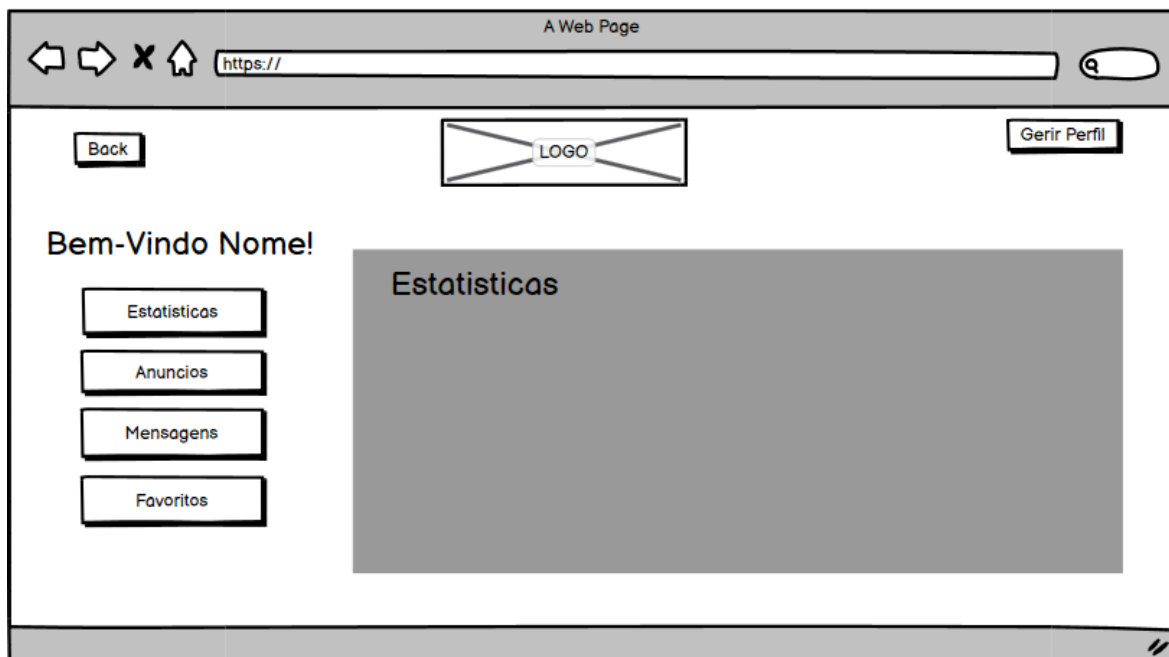 A Web Page
https://
Back
LOGO
Gerir Perfil
Bem-Vindo Nome!
Estatisticas
Anuncios
Mensagens
Favoritos
Estatisticas